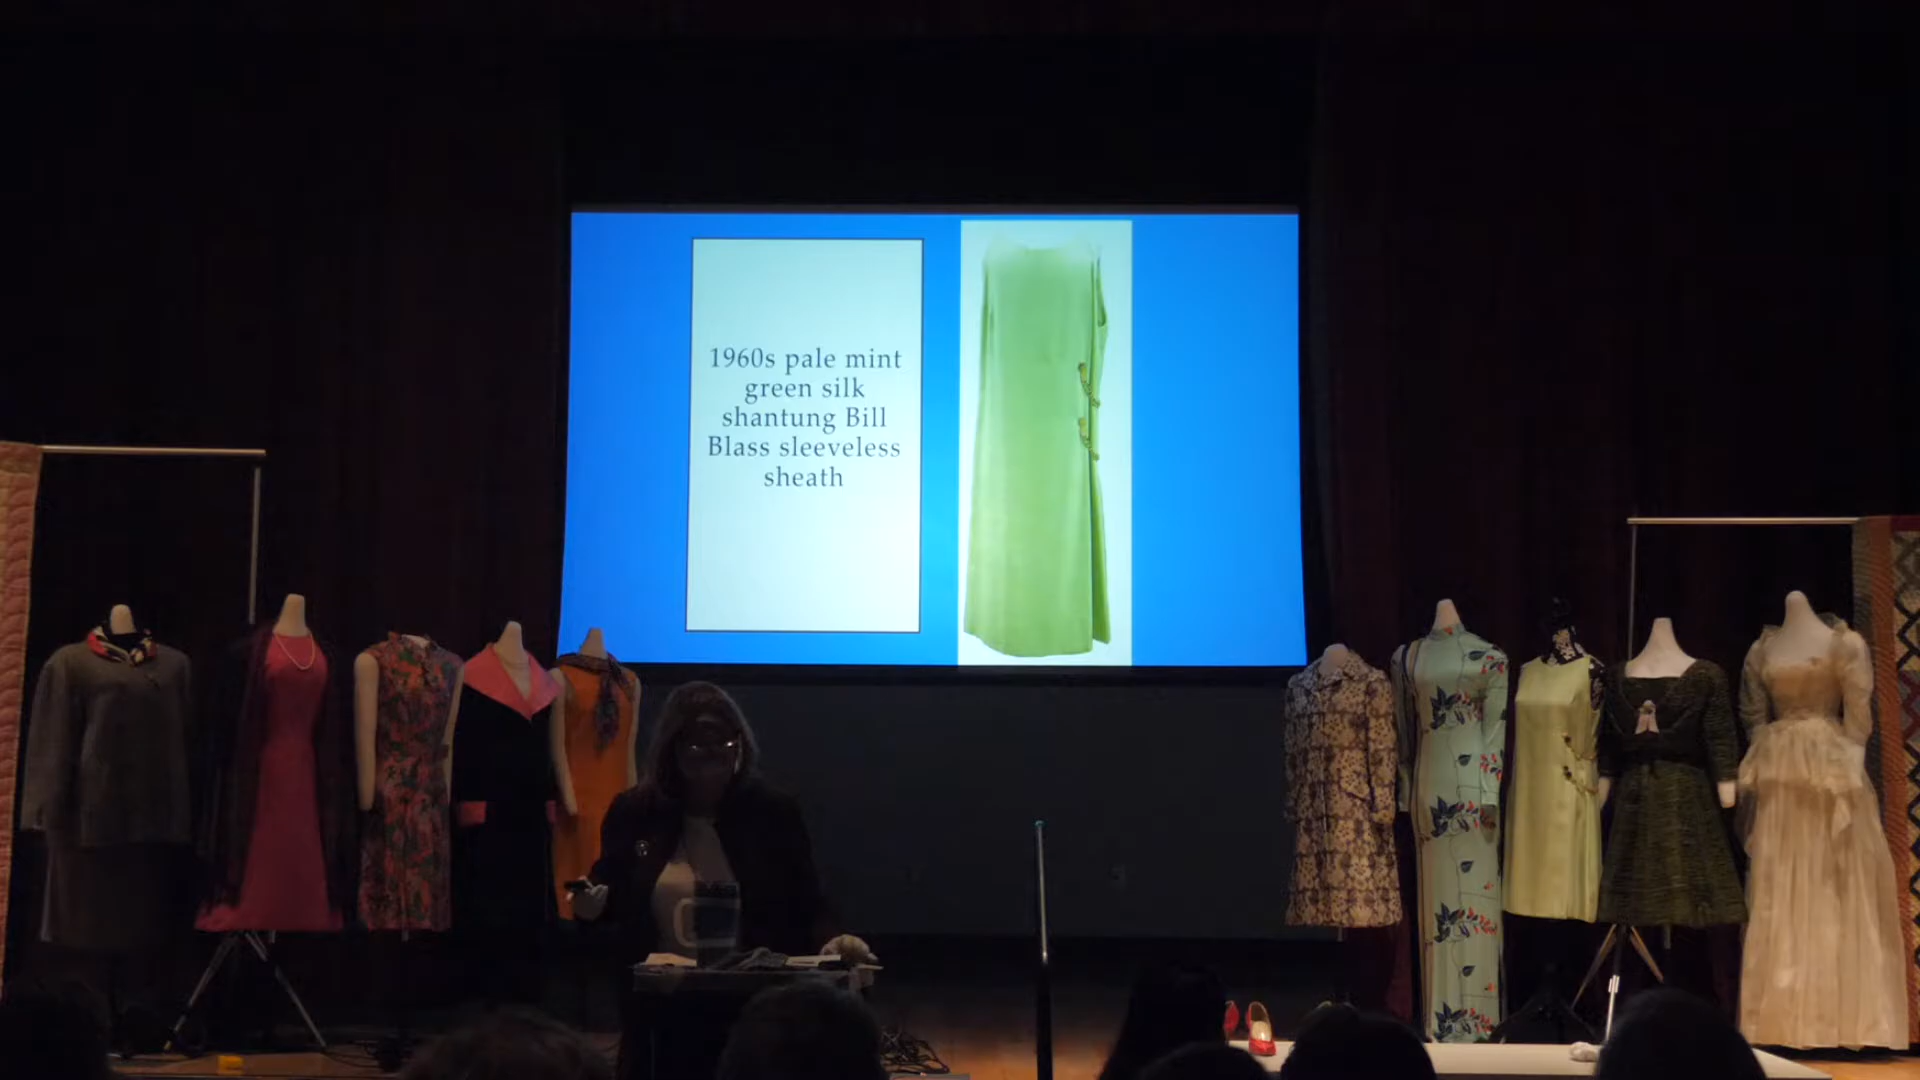 1960s pale mint
green silk
shantung Bill
Blass sleeveless
sheath